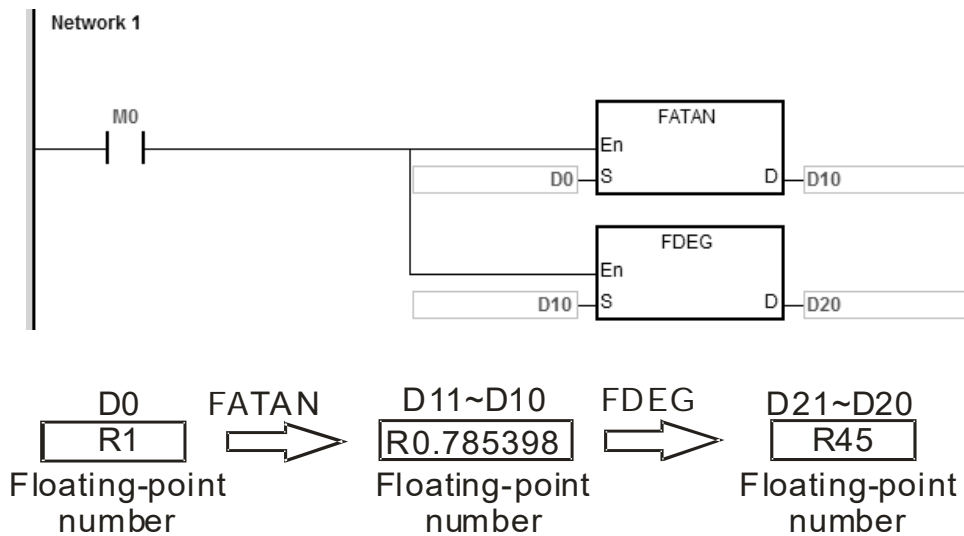 Network 1
M0
FATAN
En
D0 S D D10
FDEG
En
D10 S D D20
D0 FATAN D11~D10 FDEG D21~D20
R1 R0.785398 R45
Floating-point Floating-point Floating-point
number number number